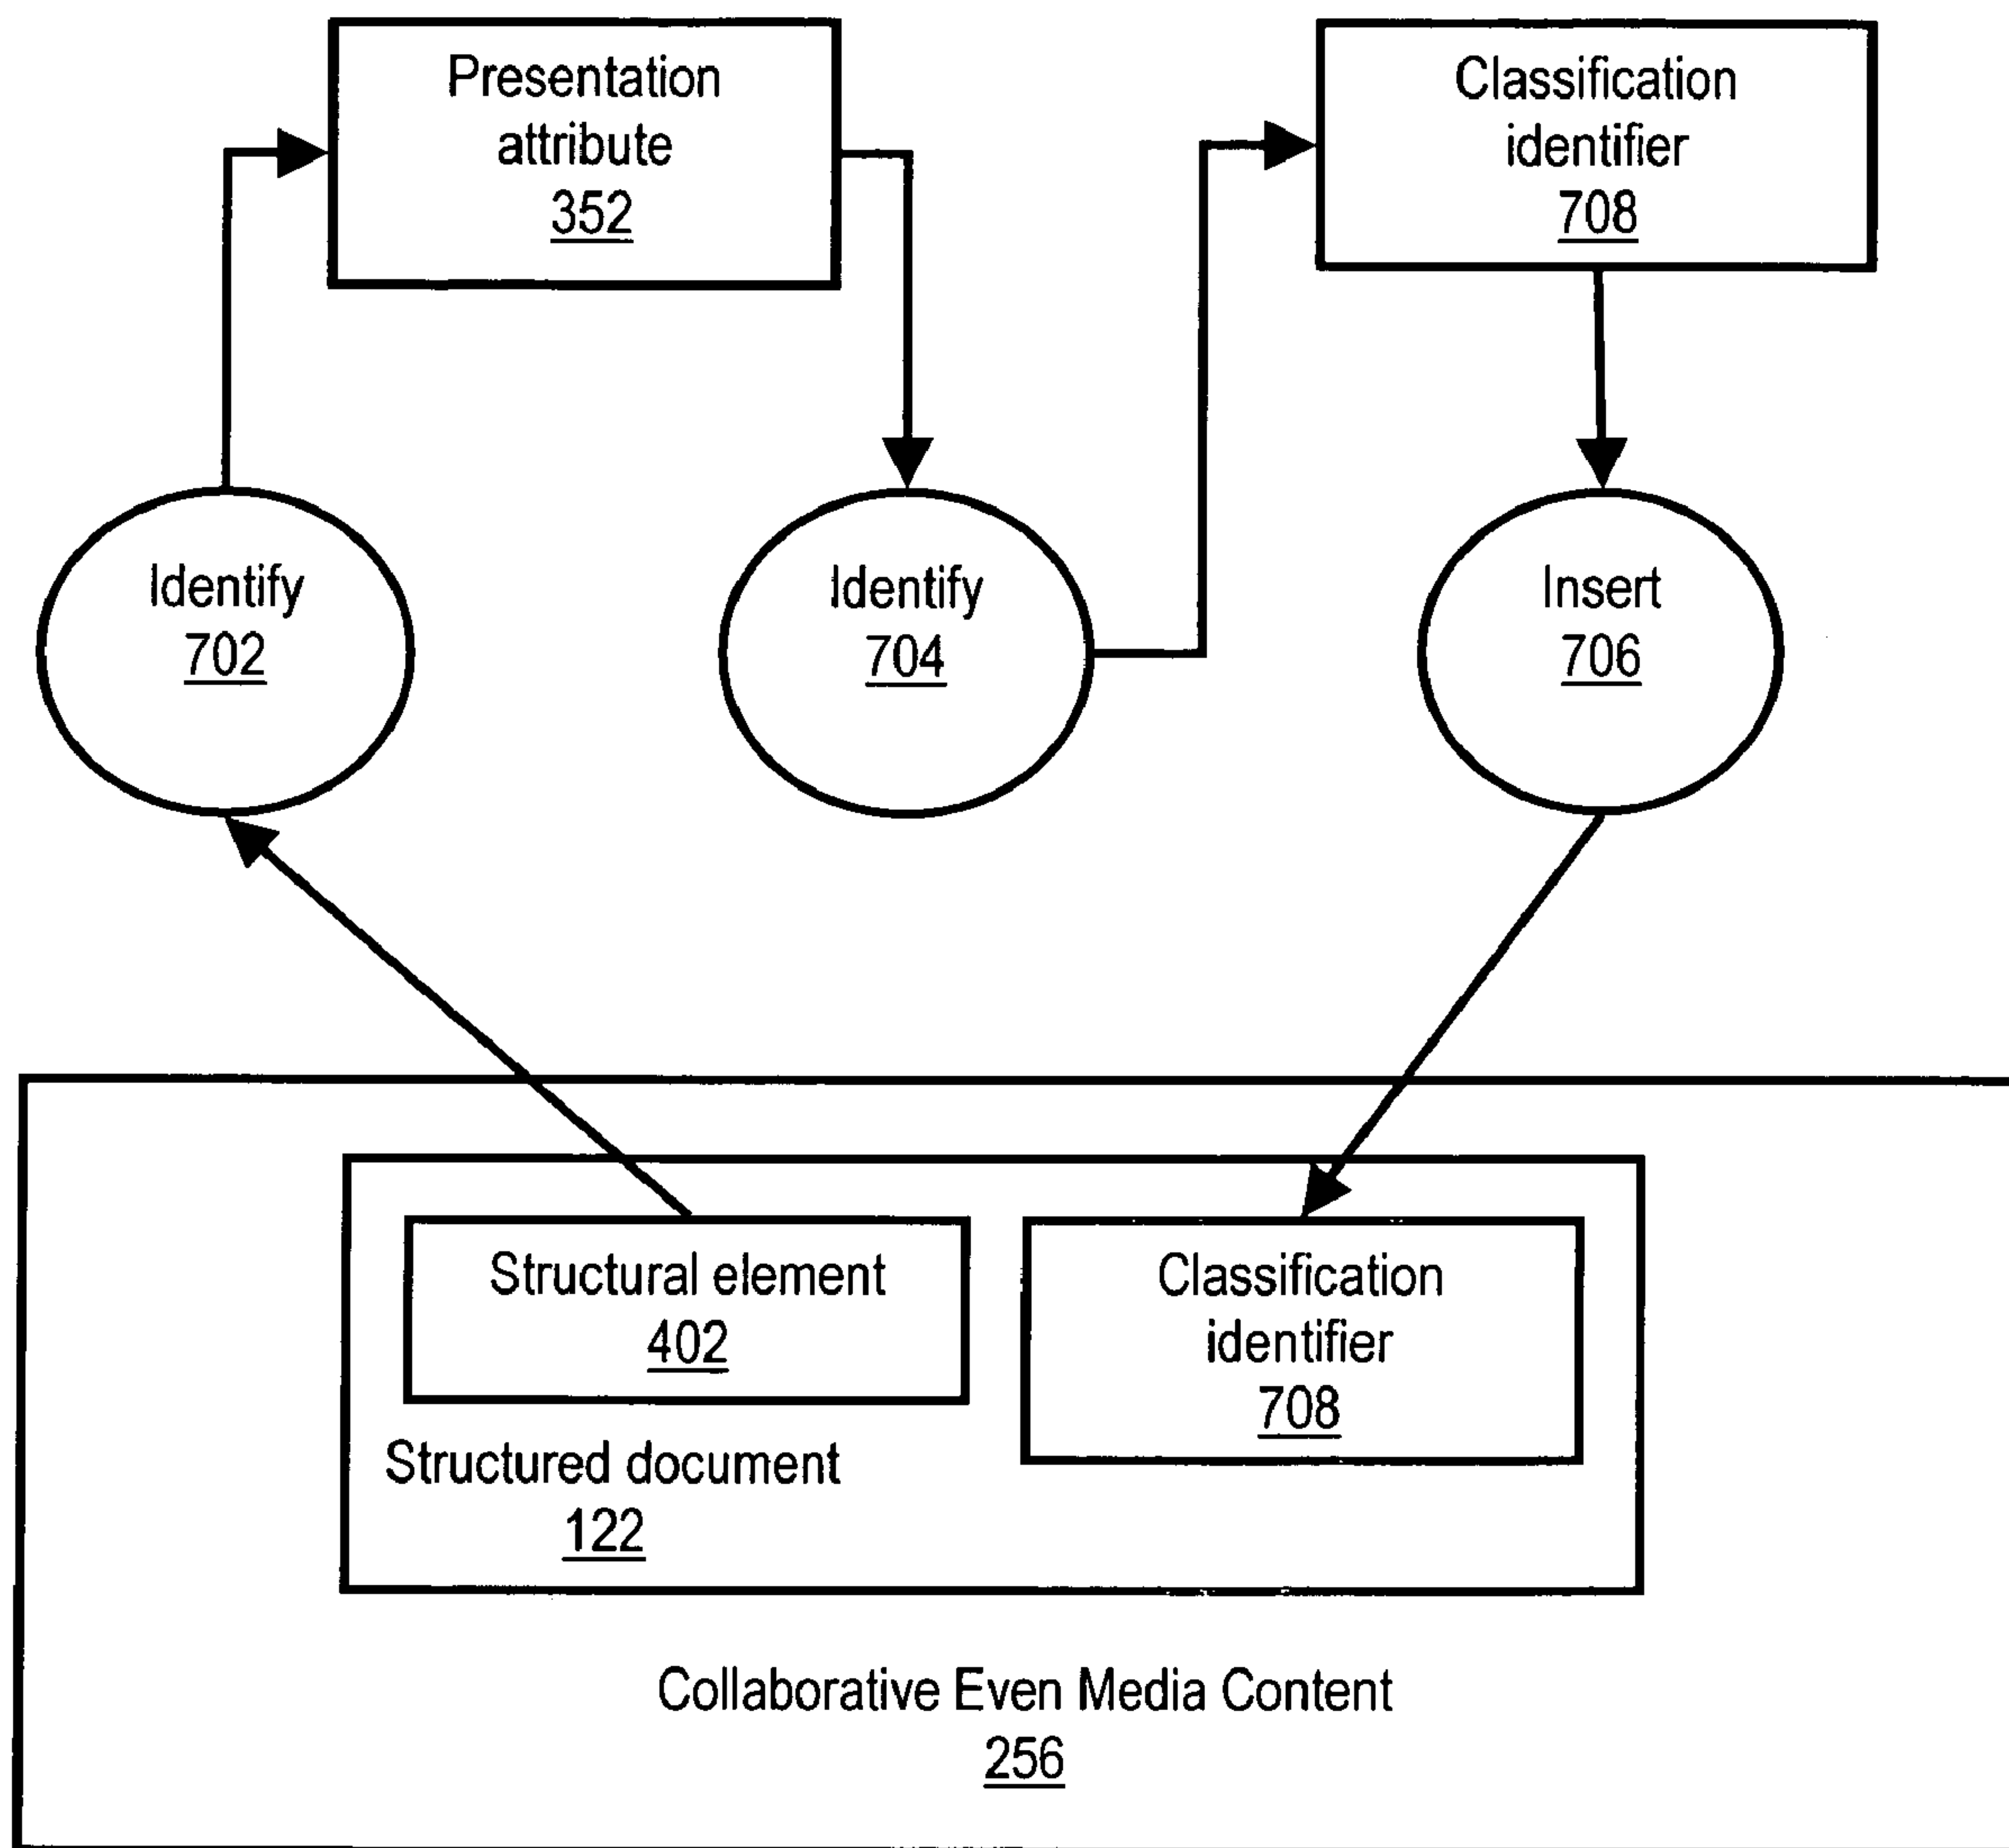 Presentation
attribute
352
Classification
identifier
708
Identify
702
Identify
704
Insert
706
Structural element
402
Classification
identifier
708
Structured document
122
Collaborative Even Media Content
256